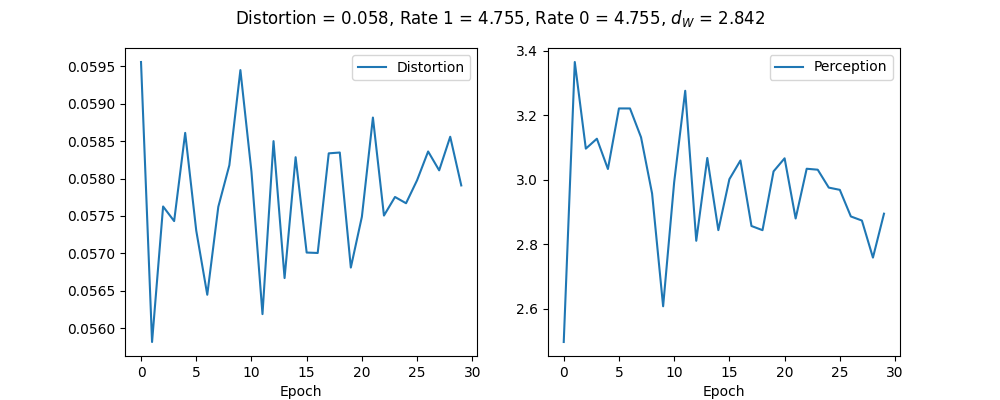 Distortion = 0.058, Rate 1 = 4.755, Rate 0 = 4.755, d_W = 2.842
Distortion
0.0595
0.0590
0.0585
0.0580
0.0575
0.0570
0.0565
0.0560
0 5 10 15 20 25 30
Epoch
Perception
3.4
3.2
3.0
2.8
2.6
0 5 10 15 20 25 30
Epoch